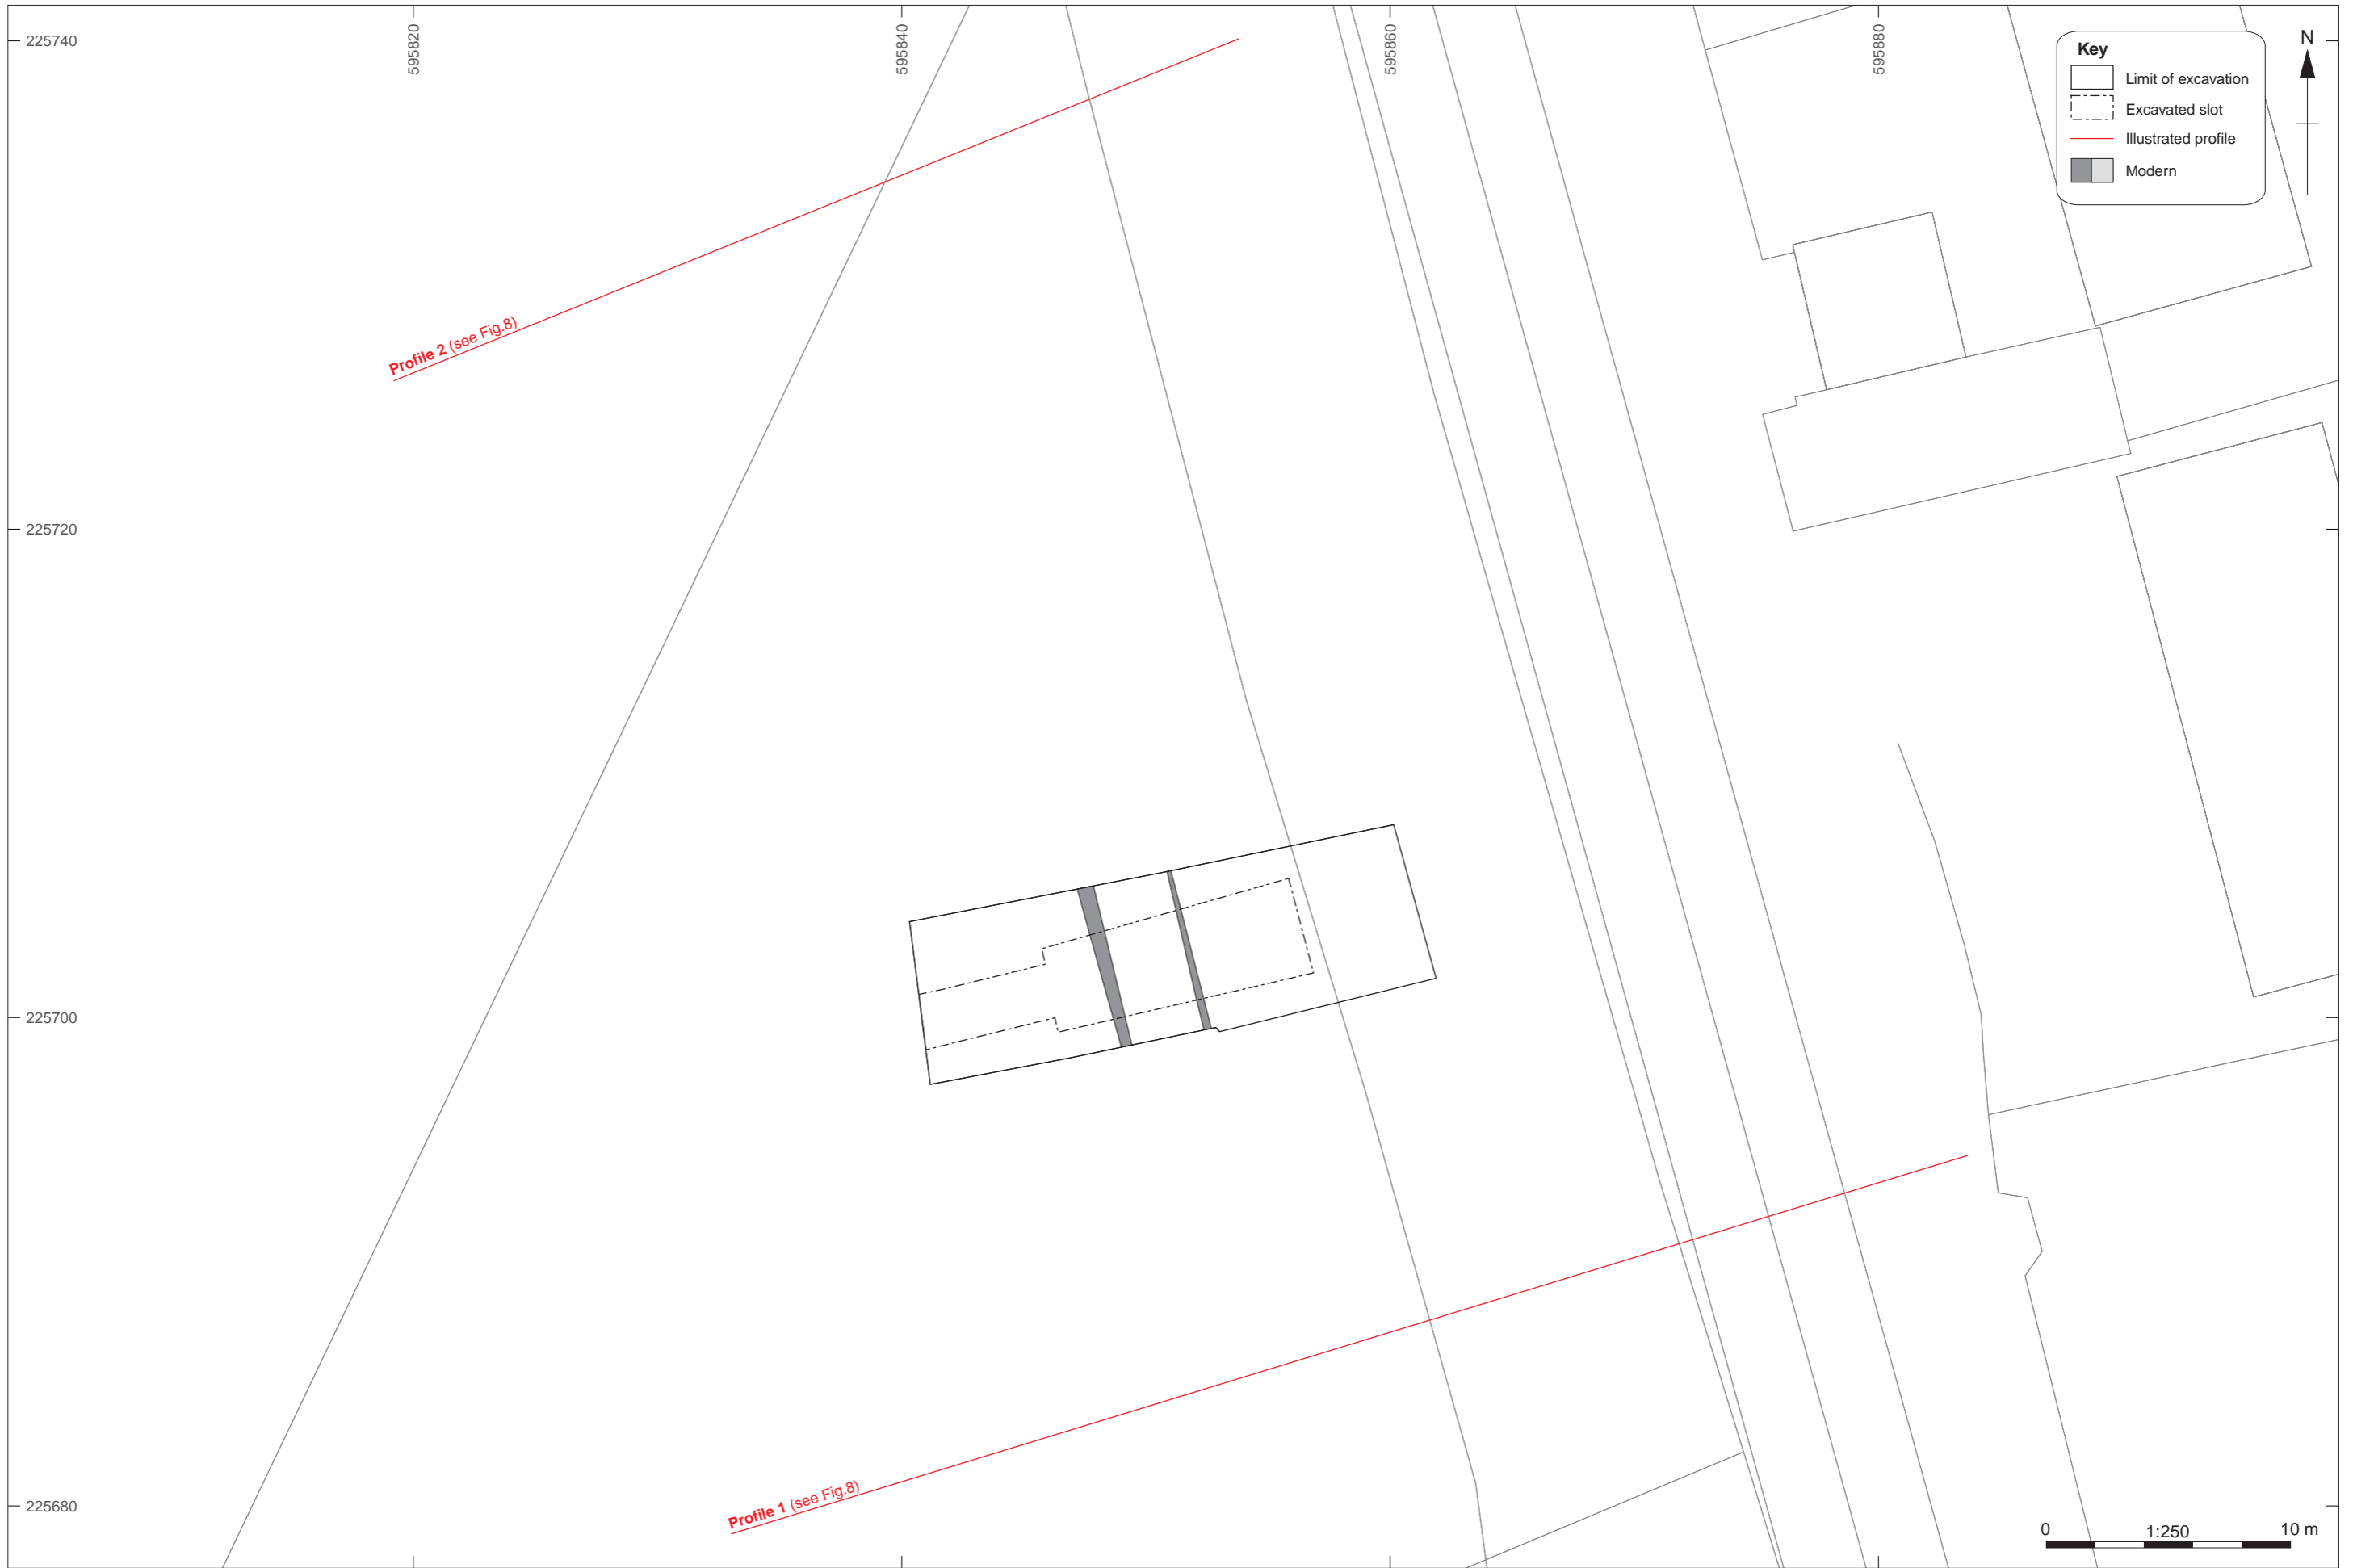 595820
595840
595860
595880
225740
225720
225700
225680
Key
Limit of excavation
Excavated slot
Illustrated profile
Modern
N
Profile 2 (see Fig.8)
Profile 1 (see Fig.8)
0
1:250
10 m